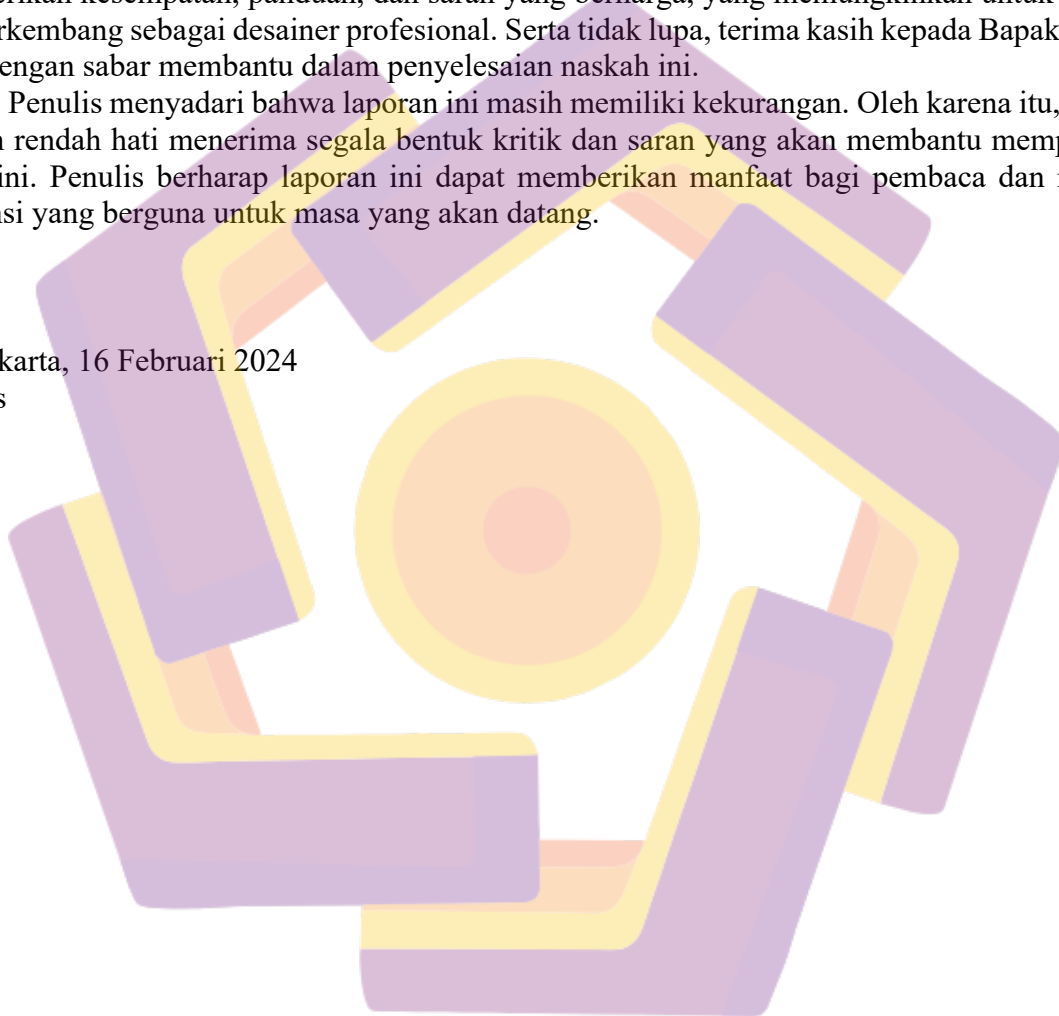 erikan kesempatan, panduan, dan saran yang berharga, yang memungkinkan untuk
rkembang sebagai desainer profesional. Serta tidak lupa, terima kasih kepada Bapak
engan sabar membantu dalam penyelesaian naskah ini.
Penulis menyadari bahwa laporan ini masih memiliki kekurangan. Oleh karena itu,
n rendah hati menerima segala bentuk kritik dan saran yang akan membantu memp
ini. Penulis berharap laporan ini dapat memberikan manfaat bagi pembaca dan
nsi yang berguna untuk masa yang akan datang.
karta, 16 Februari 2024
s